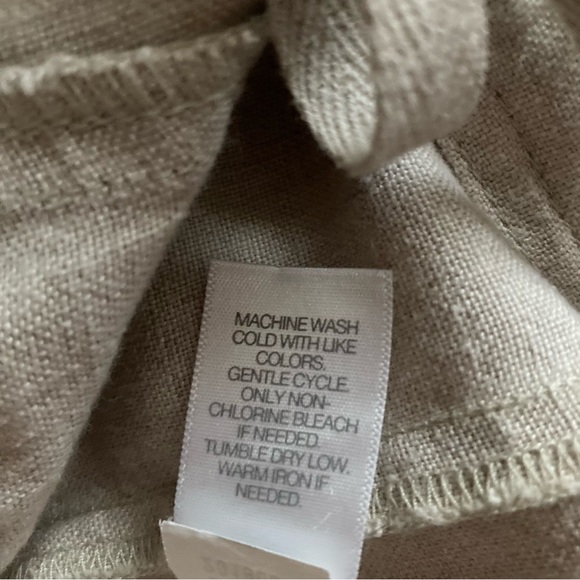 MACHINE WASH
COLD WITH LIKE
COLORS.
GENTLE CYCLE.
ONLY NON-
CHLORINE BLEACH
IF NEEDED.
TUMBLE DRY LOW.
WARM IRON IF
NEEDED.